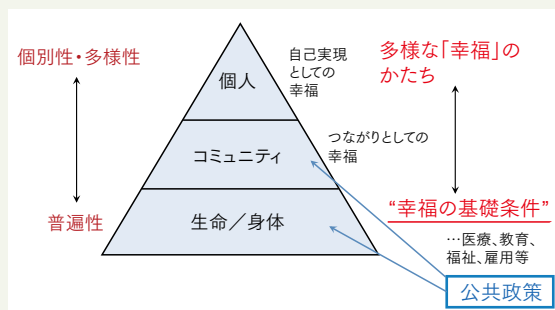 個別性・多様性
普遍性
個人
コミュニティ
生命／身体
自己実現
としての
幸福
つながりとしての
幸福
多様な「幸福」の
かたち
“幸福の基礎条件”
…医療、教育、
福祉、雇用等
公共政策